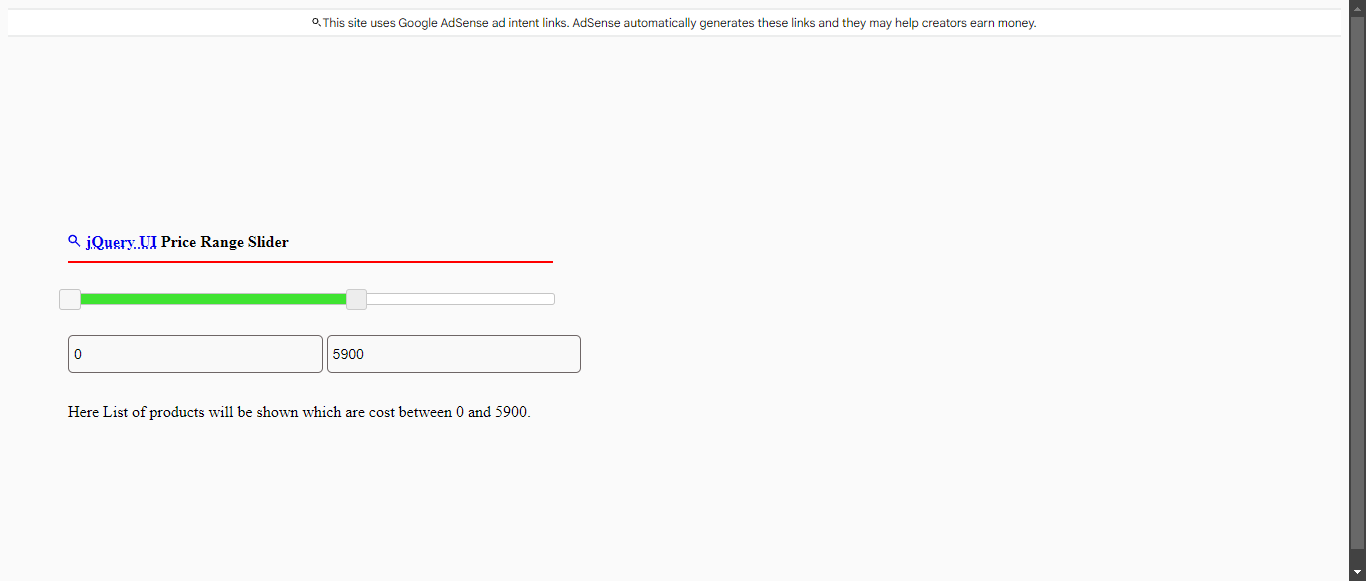 This site uses Google AdSense ad intent links. AdSense automatically generates these links and they may help creators earn money.
jQuery UI Price Range Slider
0 5900
Here List of products will be shown which are cost between 0 and 5900.